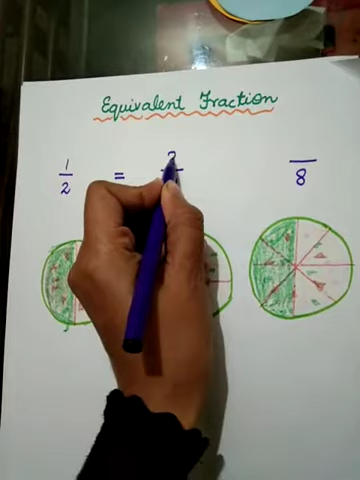 Equivalent Fraction
1/2 = 2/ /8